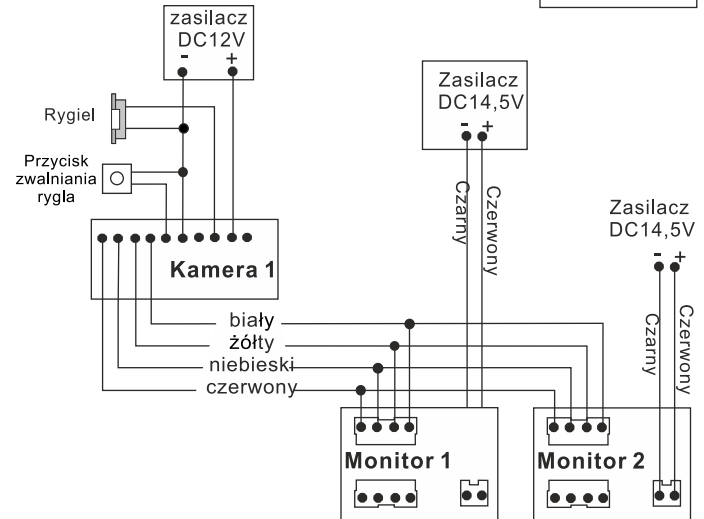 zasilacz
DC12V
- +
Rygiel
Przycisk
zwalniania
rygla
Kamera 1
Zasilacz
DC14,5V
- +
Czarny
Czerwony
Zasilacz
DC14,5V
- +
Czarny
Czerwony
biały
żółty
niebieski
czerwony
Monitor 1
Monitor 2